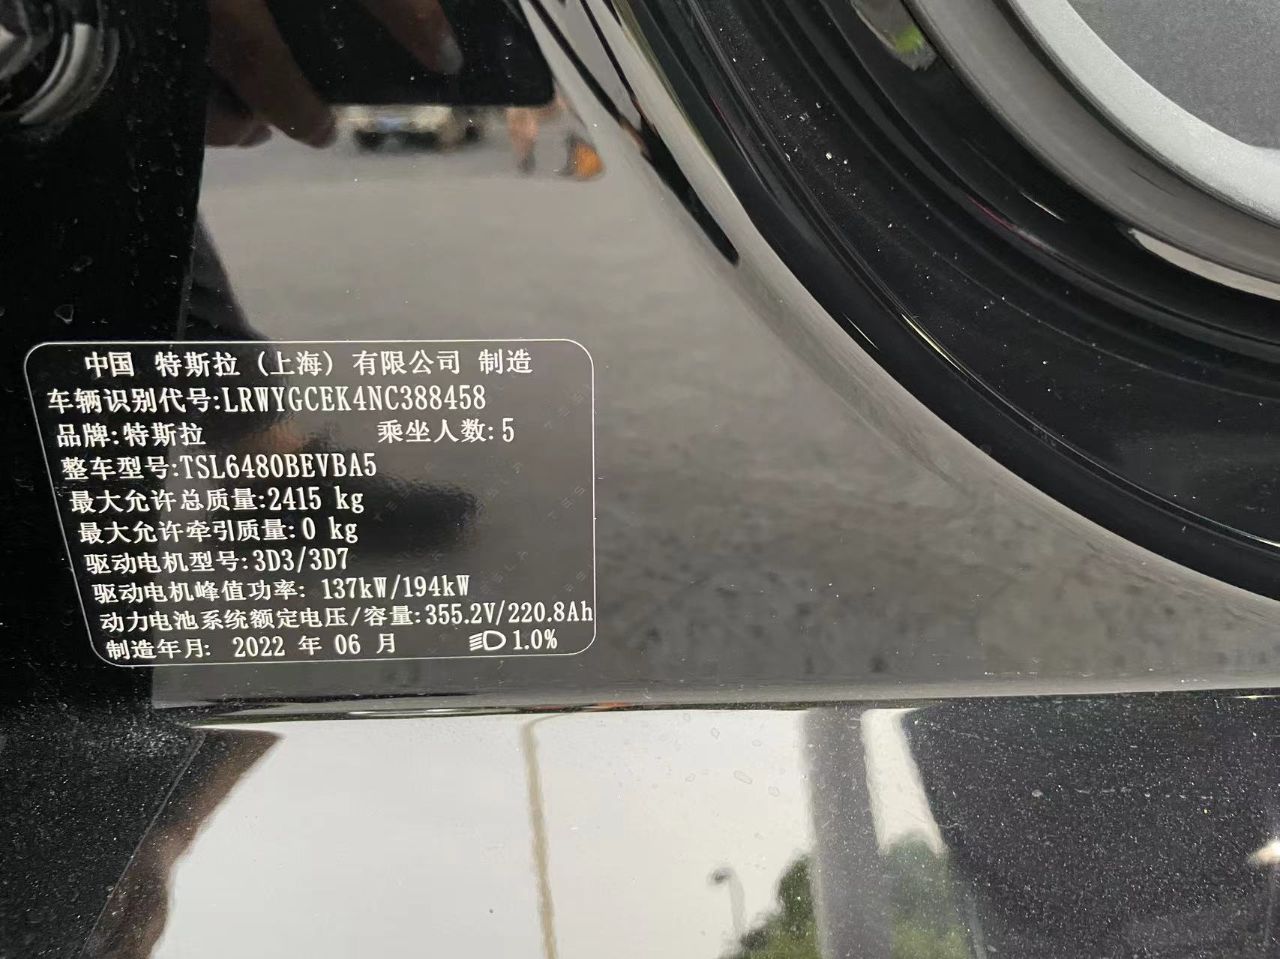 中国 特斯拉 (上海) 有限公司 制造
车辆识别代号:LRWYGCEK4NC388458
品牌:特斯拉 乘坐人数:5
整车型号:TSL6480BEVBA5
最大允许总质量:2415 kg
最大允许牵引质量:0 kg
驱动电机型号:3D3/3D7
驱动电机峰值功率: 137kW/194kW
动力电池系统额定电压/容量:355.2V/220.8Ah
制造年月: 2022 年 06 月 1.0%